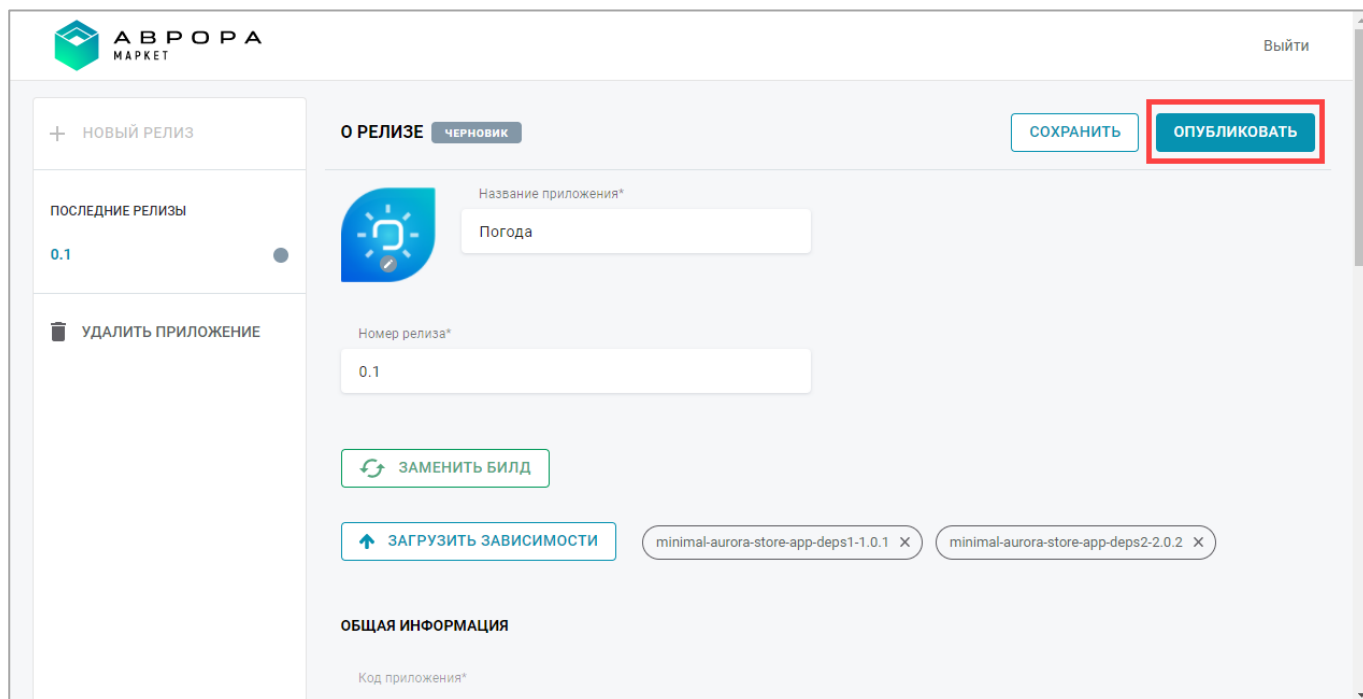 АВРОРА
МАРКЕТ
Выйти
НОВЫЙ РЕЛИЗ
ПОСЛЕДНИЕ РЕЛИЗЫ
0.1
УДАЛИТЬ ПРИЛОЖЕНИЕ
О РЕЛИЗЕ ЧЕРНОВИК
СОХРАНИТЬ
ОПУБЛИКОВАТЬ
Название приложения*
Погода
Номер релиза*
0.1
ЗАМЕНИТЬ БИЛД
ЗАГРУЗИТЬ ЗАВИСИМОСТИ
minimal-aurora-store-app-deps1-1.0.1
minimal-aurora-store-app-deps2-2.0.2
ОБЩАЯ ИНФОРМАЦИЯ
Код приложения*